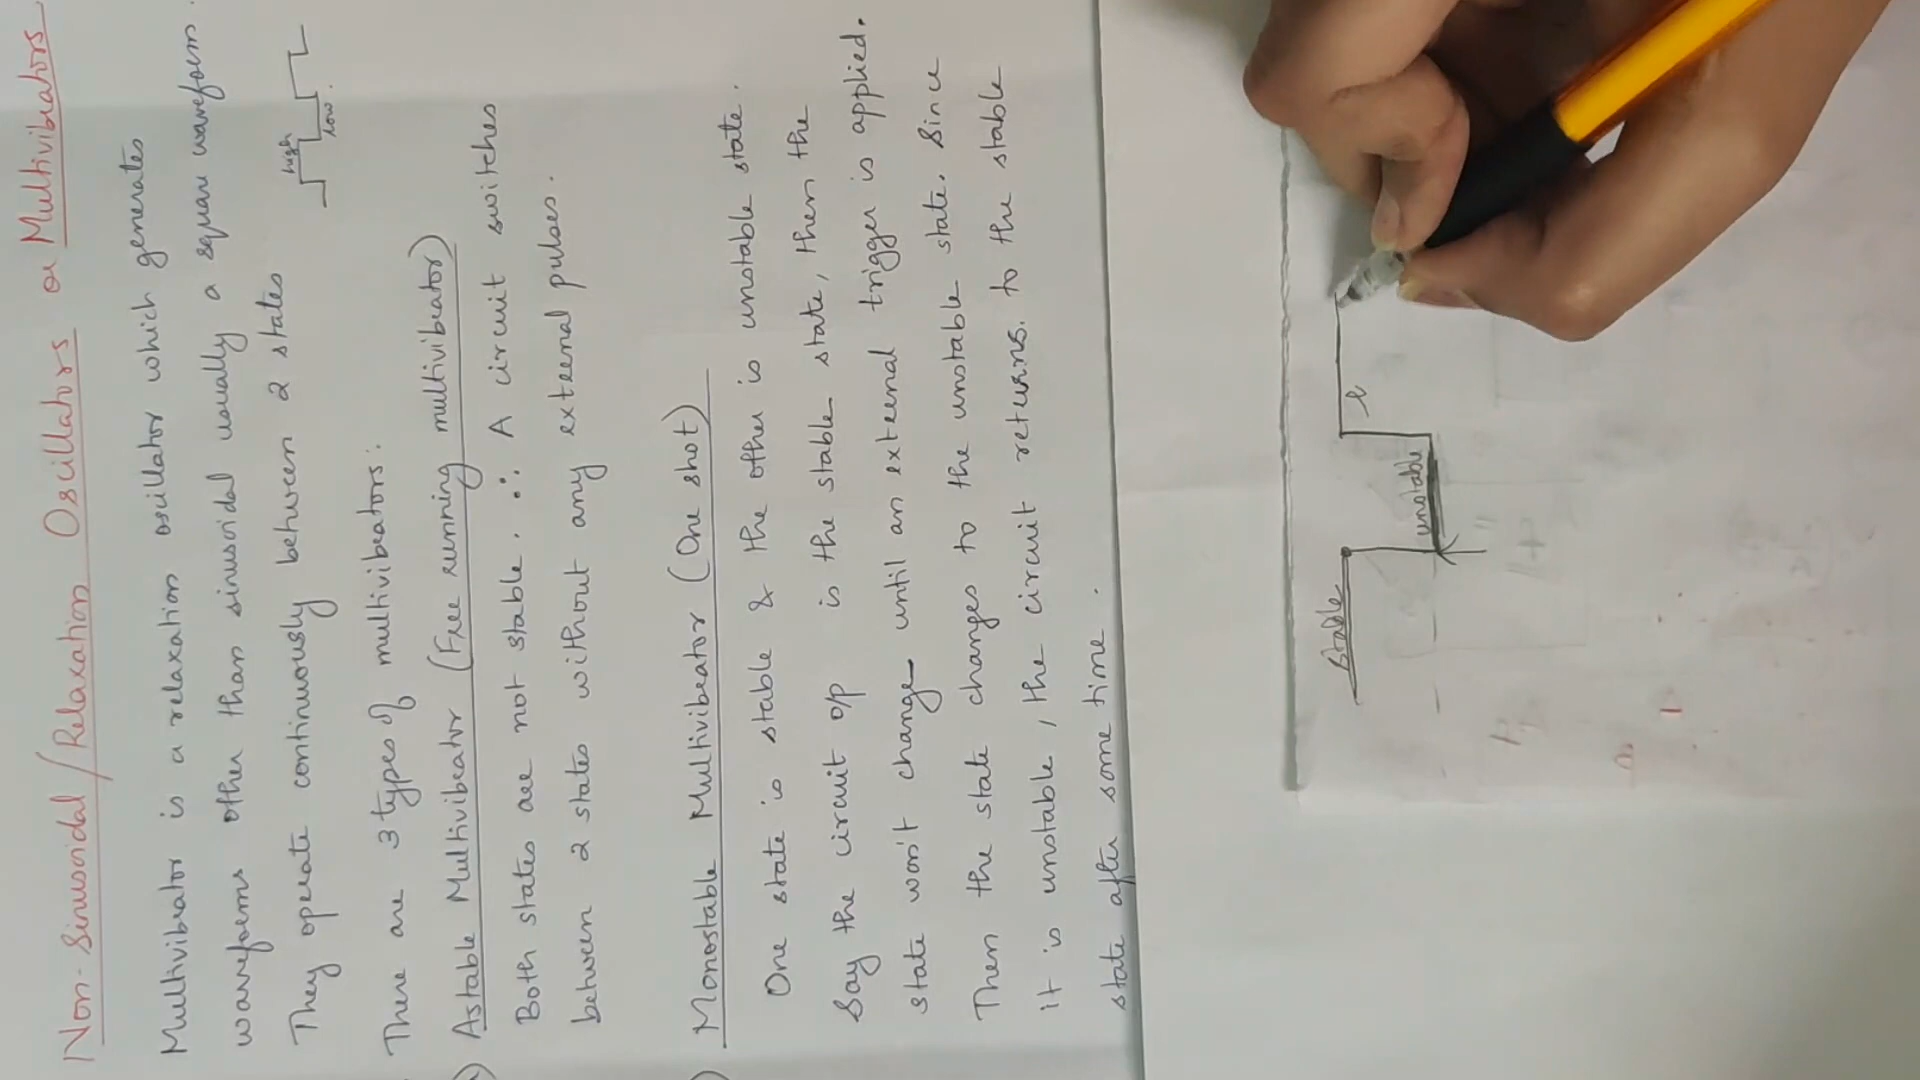 Non-Sinusoidal/Relaxation Oscillators or Multivibrators
Multivibrator is a relaxation oscillator which generates
waveforms other than sinusoidal usually a square waveform.
They operate continuously between 2 states
high
low.
There are 3 types of multivibrators:
Astable Multivibrator (Free running multivibrator)
Both states are not stable. ∴ A circuit switches
between 2 states without any external pulses.
Monostable Multivibrator (One shot)
One state is stable & the other is unstable state.
Say the circuit o/p is the stable state, then the
state won't change until an external trigger is applied.
Then the state changes to the unstable state. Since
it is unstable, the circuit returns. to the stable
state after some time.
Stable
unstable